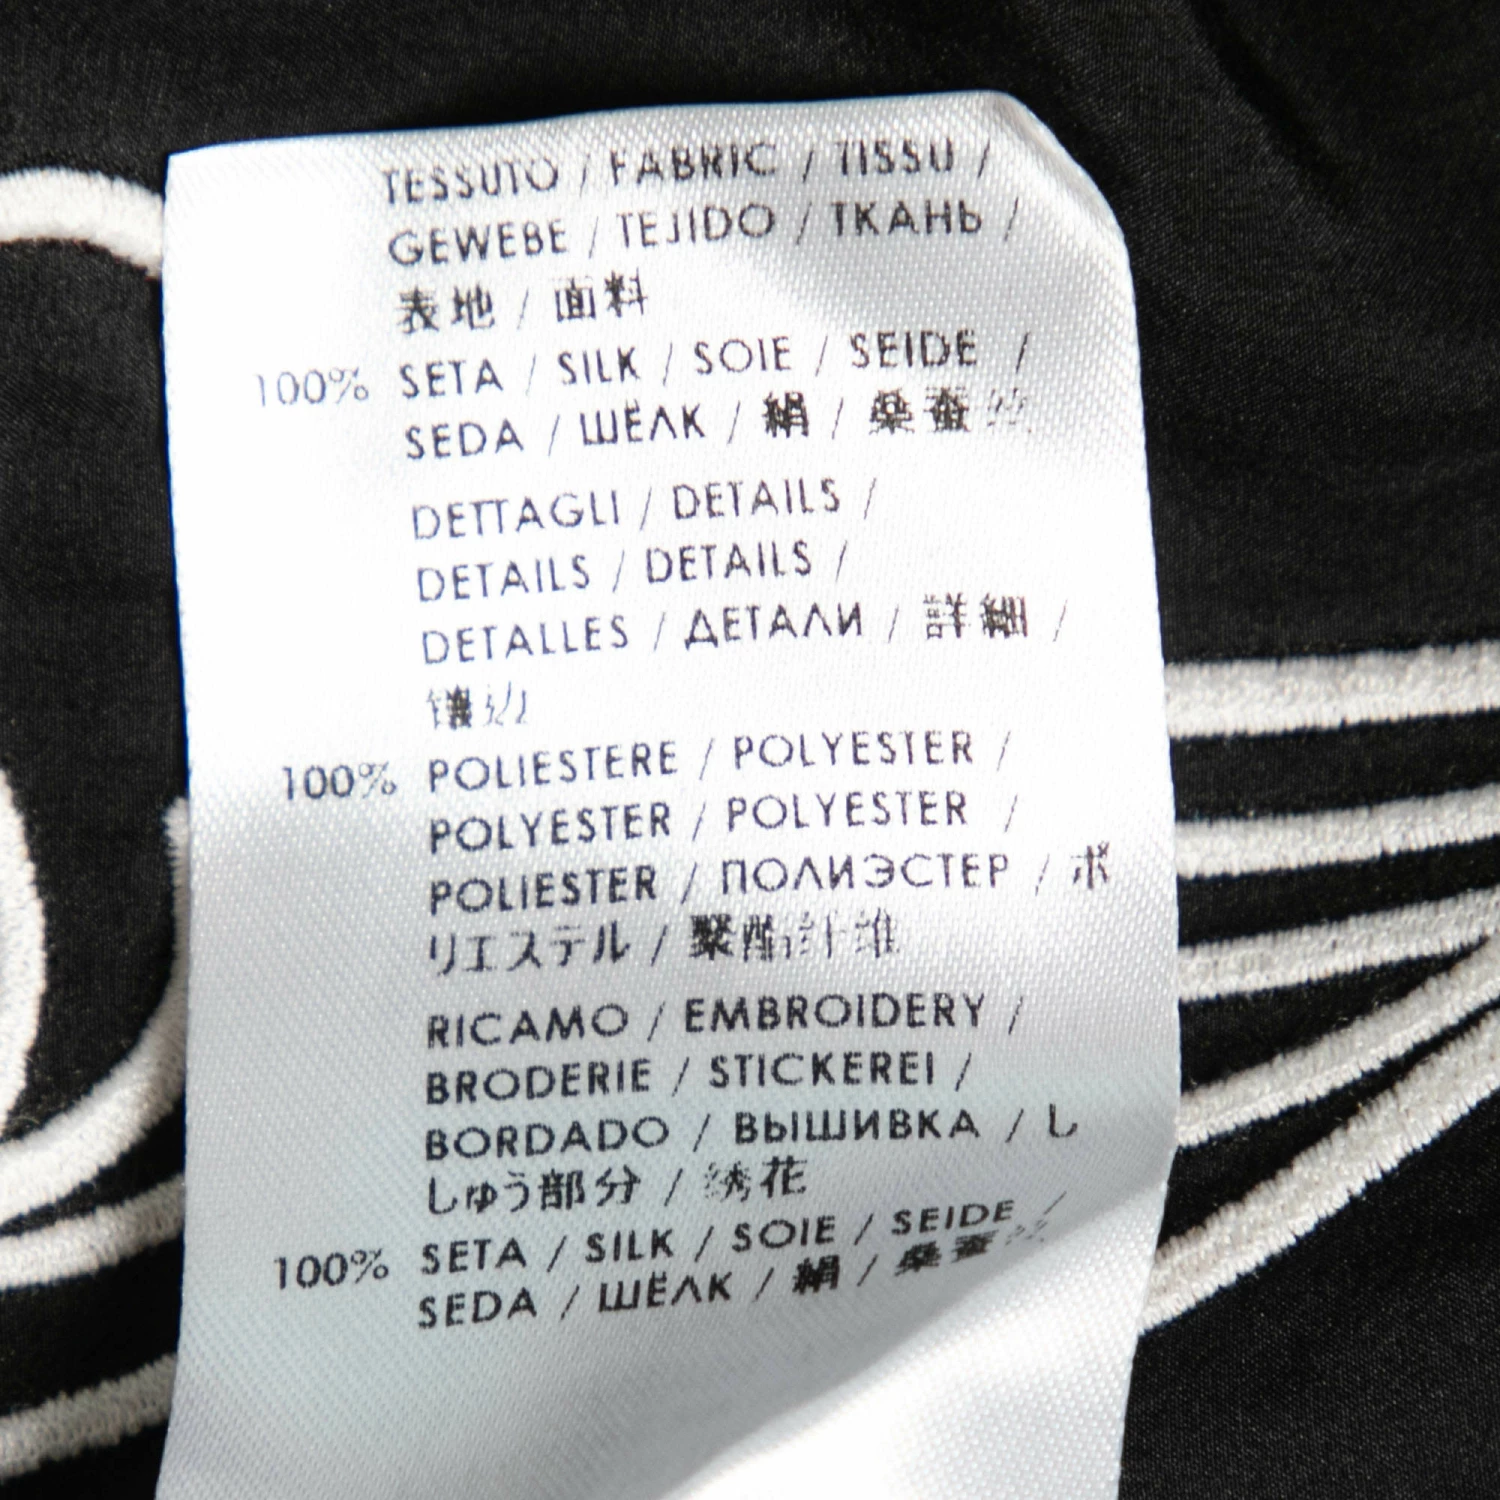 TESSUTO / FABRIC / TISSU /
GEWEBE / TEJIDO / ТКАНЬ /
表地 / 面料
100% SETA / SILK / SOIE / SEIDE /
SEDA / ШЁЛК / 絹 / 桑蚕丝
DETTAGLI / DETAILS /
DETAILS / DETAILS /
DETALLES / ДЕТАЛИ / 詳細 /
镶边
100% POLIESTERE / POLYESTER /
POLYESTER / POLYESTER /
POLIESTER / ПОЛИЭСТЕР / ポ
リエステル / 聚酯纤维
RICAMO / EMBROIDERY /
BRODERIE / STICKEREI /
BORDADO / ВЫШИВКА / し
しゅう部分 / 绣花
100% SETA / SILK / SOIE / SEIDE /
SEDA / ШЁЛК / 絹 / 桑蚕丝